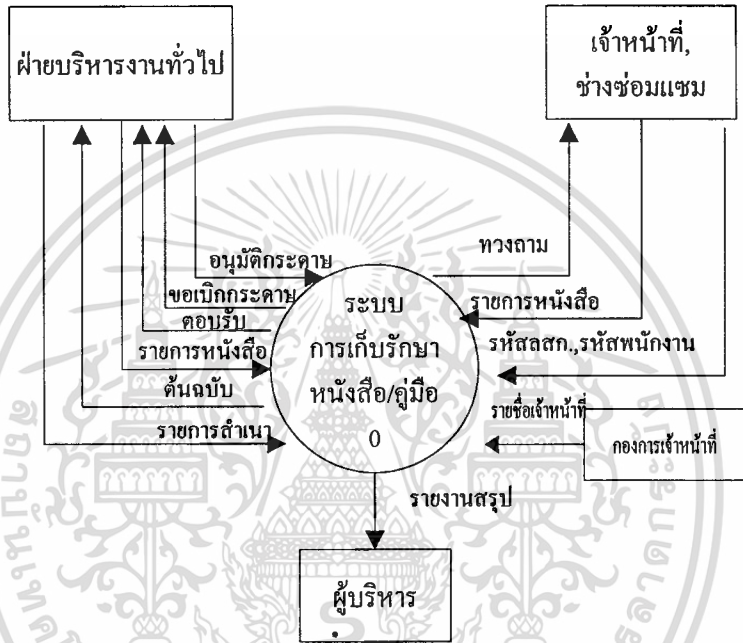 ฝ่ายบริหารงานทั่วไป
เจ้าหน้าที่,
ช่างซ่อมแซม
อนุมัติกระดาษ
ขอเบิกกระดาษ
ตอบรับ
รายการหนังสือ
ต้นฉบับ
รายการสำเนา
ระบบ
การเก็บรักษา
หนังสือ/คู่มือ
0
ทวงถาม
รายการหนังสือ
รหัสลสก.,รหัสพนักงาน
รายชื่อเจ้าหน้าที่
กองการเจ้าหน้าที่
รายงานสรุป
ผู้บริหาร